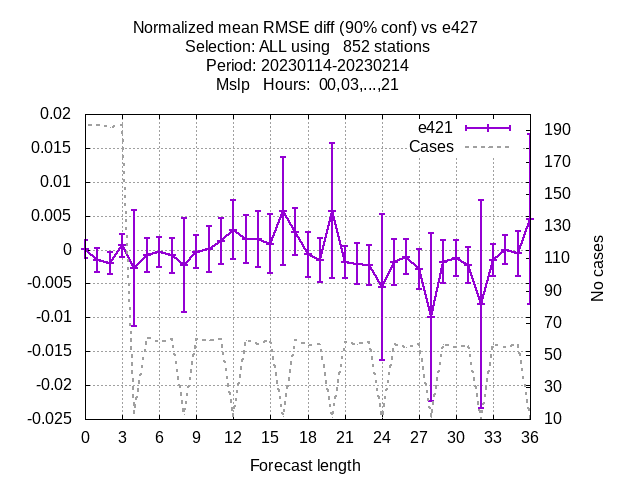 Normalized mean RMSE diff (90% conf) vs e427
Selection: ALL using   852 stations
Period: 20230114-20230214
Mslp   Hours:  00,03,...,21
0.02
0.015
0.01
0.005
0
-0.005
-0.01
-0.015
-0.02
-0.025
e421
Cases
190
170
150
130
110
90
70
50
30
10
No cases
0 3 6 9 12 15 18 21 24 27 30 33 36
Forecast length